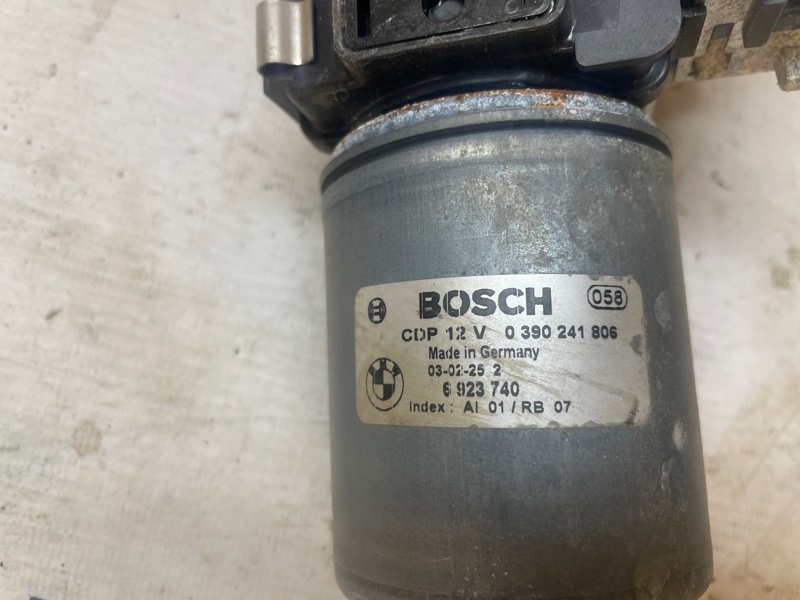 BOSCH 058
CDP 12 V 0 390 241 806
Made in Germany
03-02-25 2
6 923 740
Index : AI 01 / RB 07